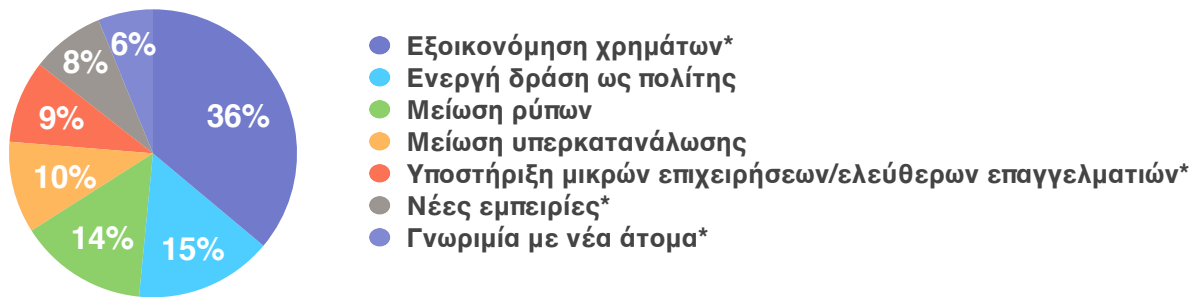 6%
8%
36%
9%
10%
14%
15%
Εξοικονόμηση χρημάτων*
Ενεργή δράση ως πολίτης
Μείωση ρύπων
Μείωση υπερκατανάλωσης
Υποστήριξη μικρών επιχειρήσεων/ελεύθερων επαγγελματιών*
Νέες εμπειρίες*
Γνωριμία με νέα άτομα*